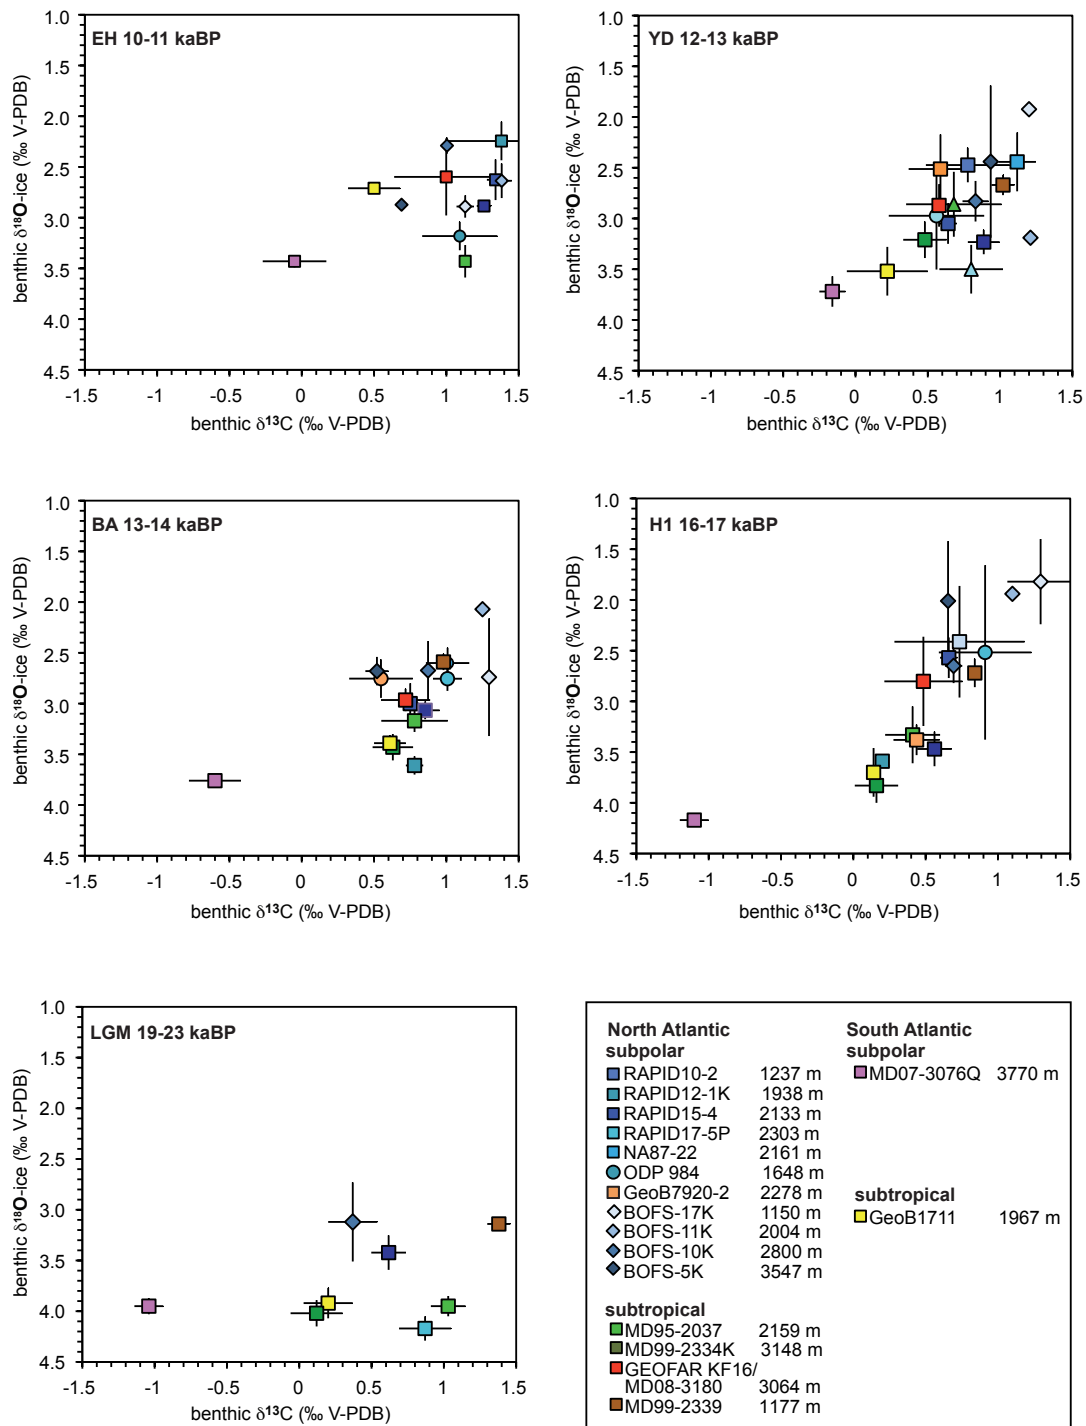 EH 10-11 kaBP
benthic δ18O-ice (‰ V-PDB)
1.0
1.5
2.0
2.5
3.0
3.5
4.0
4.5
-1.5 -1 -0.5 0 0.5 1 1.5
benthic δ13C (‰ V-PDB)
YD 12-13 kaBP
benthic δ18O-ice (‰ V-PDB)
1.0
1.5
2.0
2.5
3.0
3.5
4.0
4.5
-1.5 -1 -0.5 0 0.5 1 1.5
benthic δ13C (‰ V-PDB)
BA 13-14 kaBP
benthic δ18O-ice (‰ V-PDB)
1.0
1.5
2.0
2.5
3.0
3.5
4.0
4.5
-1.5 -1 -0.5 0 0.5 1 1.5
benthic δ13C (‰ V-PDB)
H1 16-17 kaBP
benthic δ18O-ice (‰ V-PDB)
1.0
1.5
2.0
2.5
3.0
3.5
4.0
4.5
-1.5 -1 -0.5 0 0.5 1 1.5
benthic δ13C (‰ V-PDB)
LGM 19-23 kaBP
benthic δ18O-ice (‰ V-PDB)
1.0
1.5
2.0
2.5
3.0
3.5
4.0
4.5
-1.5 -1 -0.5 0 0.5 1 1.5
benthic δ13C (‰ V-PDB)
North Atlantic
subpolar
RAPID10-2 1237 m
RAPID12-1K 1938 m
RAPID15-4 2133 m
RAPID17-5P 2303 m
NA87-22 2161 m
ODP 984 1648 m
GeoB7920-2 2278 m
BOFS-17K 1150 m
BOFS-11K 2004 m
BOFS-10K 2800 m
BOFS-5K 3547 m
subtropical
MD95-2037 2159 m
MD99-2334K 3148 m
GEOFAR KF16/
MD08-3180 3064 m
MD99-2339 1177 m
South Atlantic
subpolar
MD07-3076Q 3770 m
subtropical
GeoB1711 1967 m